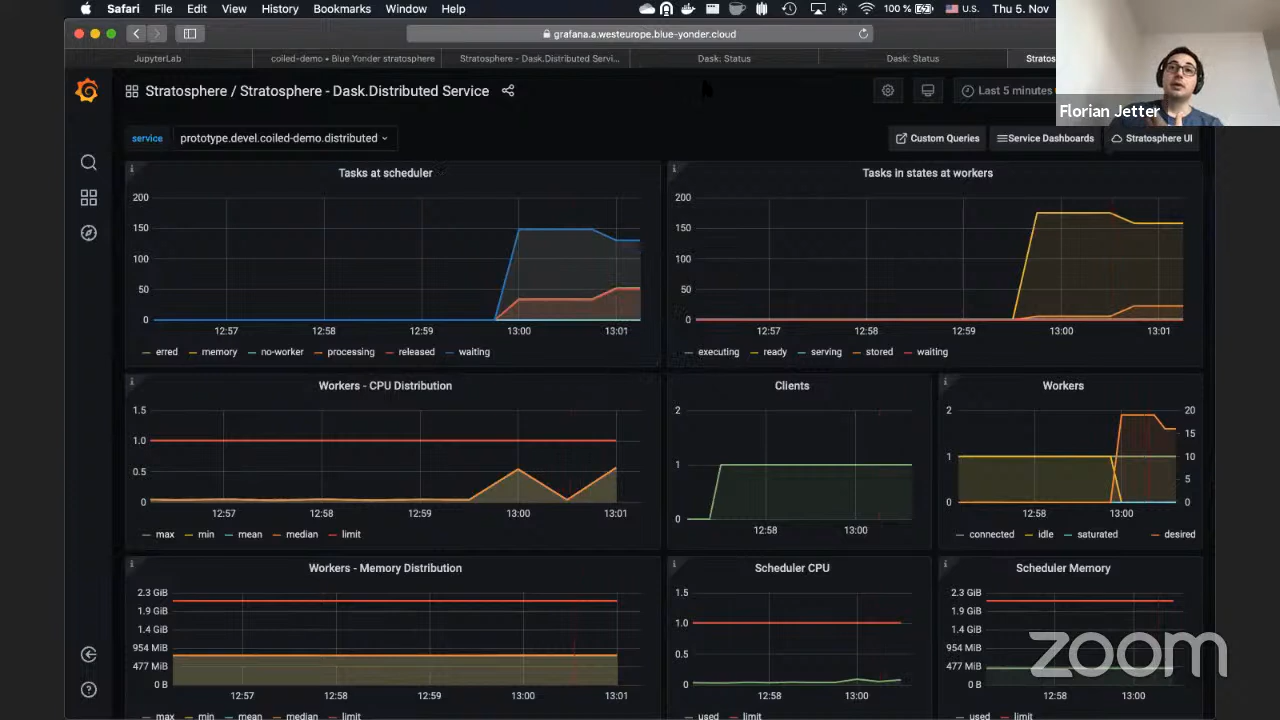 Safari File Edit View History Bookmarks Window Help 100 % U.S. Thu 5. Nov
grafana.a.westeurope.blue-yonder.cloud
JupyterLab coiled-demo • Blue Yonder stratosphere Stratosphere - Dask.Distributed Servi... Dask: Status Dask: Status Stratos
Stratosphere / Stratosphere - Dask.Distributed Service Last 5 minutes
Florian Jetter
service prototype.devel.coiled-demo.distributed Custom Queries Service Dashboards Stratosphere UI
Tasks at scheduler
200
150
100
50
0
12:57 12:58 12:59 13:00 13:01
erred memory no-worker processing released waiting
Tasks in states at workers
200
150
100
50
0
12:57 12:58 12:59 13:00 13:01
executing ready serving stored waiting
Workers - CPU Distribution
1.5
1.0
0.5
0
12:57 12:58 12:59 13:00 13:01
max min mean median limit
Clients
2
1
0
12:58 13:00
Workers
2 20
15
1 10
5
0 0
12:58 13:00
connected idle saturated desired
Workers - Memory Distribution
2.3 GiB
1.9 GiB
1.4 GiB
954 MiB
477 MiB
0 B
12:57 12:58 12:59 13:00 13:01
max min mean median limit
Scheduler CPU
1.5
1.0
0.5
0
12:58 13:00
used limit
Scheduler Memory
2.3 GiB
1.9 GiB
1.4 GiB
954 MiB
477 MiB
0 B
12:58 13:00
used limit
zoom